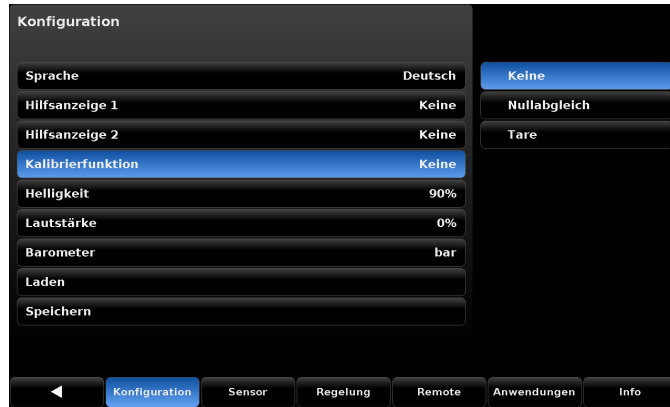 Konfiguration
Sprache Deutsch
Hilfsanzeige 1 Keine
Hilfsanzeige 2 Keine
Kalibrierfunktion Keine
Helligkeit 90%
Lautstärke 0%
Barometer bar
Laden
Speichern
Keine
Nullabgleich
Tare
Konfiguration Sensor Regelung Remote Anwendungen Info